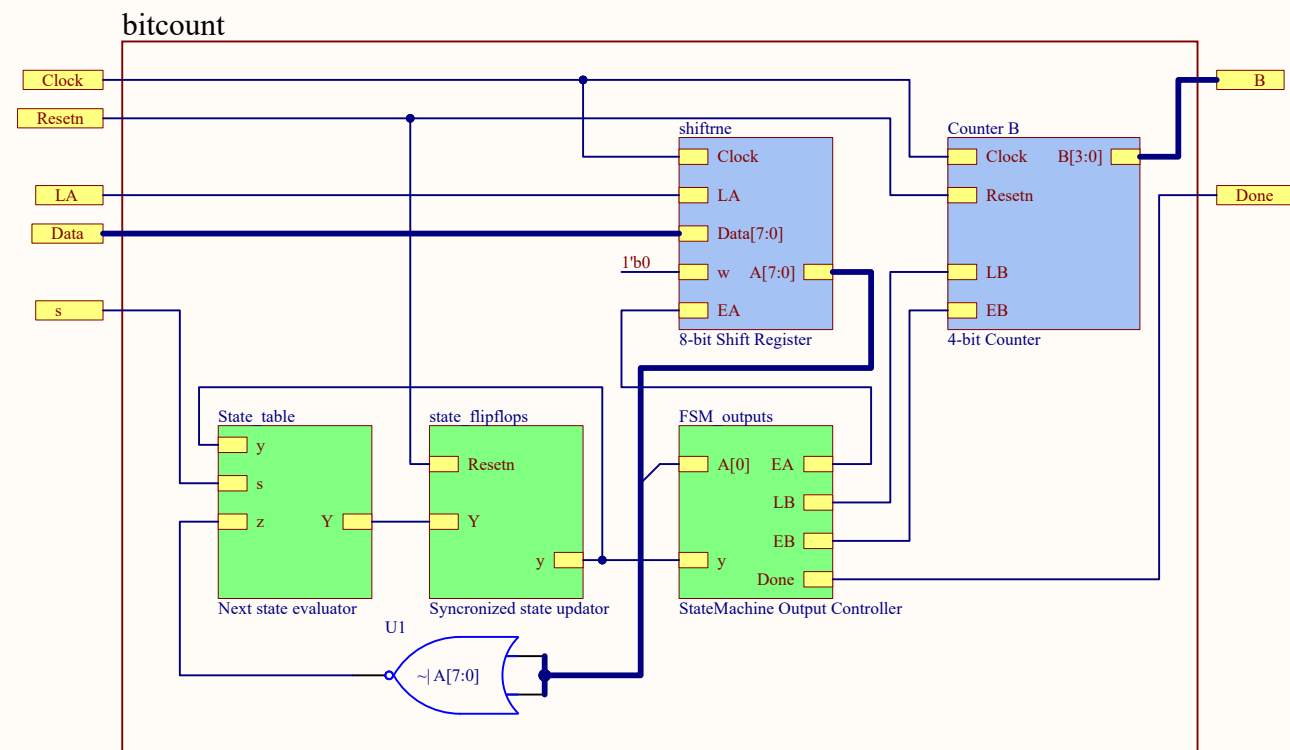 bitcount
Clock
B
Resetn
shiftrne
Counter B
Clock
Clock
B[3:0]
LA
LA
Resetn
Done
Data
Data[7:0]
1'b0
w
A[7:0]
LB
s
EA
EB
8-bit Shift Register
4-bit Counter
State_table
state_flipflops
FSM_outputs
y
Resetn
A[0]
EA
s
LB
z
Y
Y
EB
y
y
Done
Next state evaluator
Syncronized state updator
StateMachine Output Controller
U1
~| A[7:0]